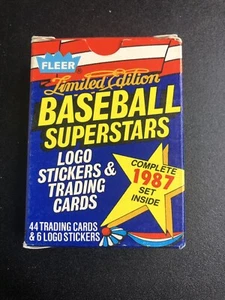 FLEER
Limited Edition
BASEBALL
SUPERSTARS
LOGO
STICKERS &
TRADING
CARDS
COMPLETE
1987
SET
INSIDE
44 TRADING CARDS
& 6 LOGO STICKERS